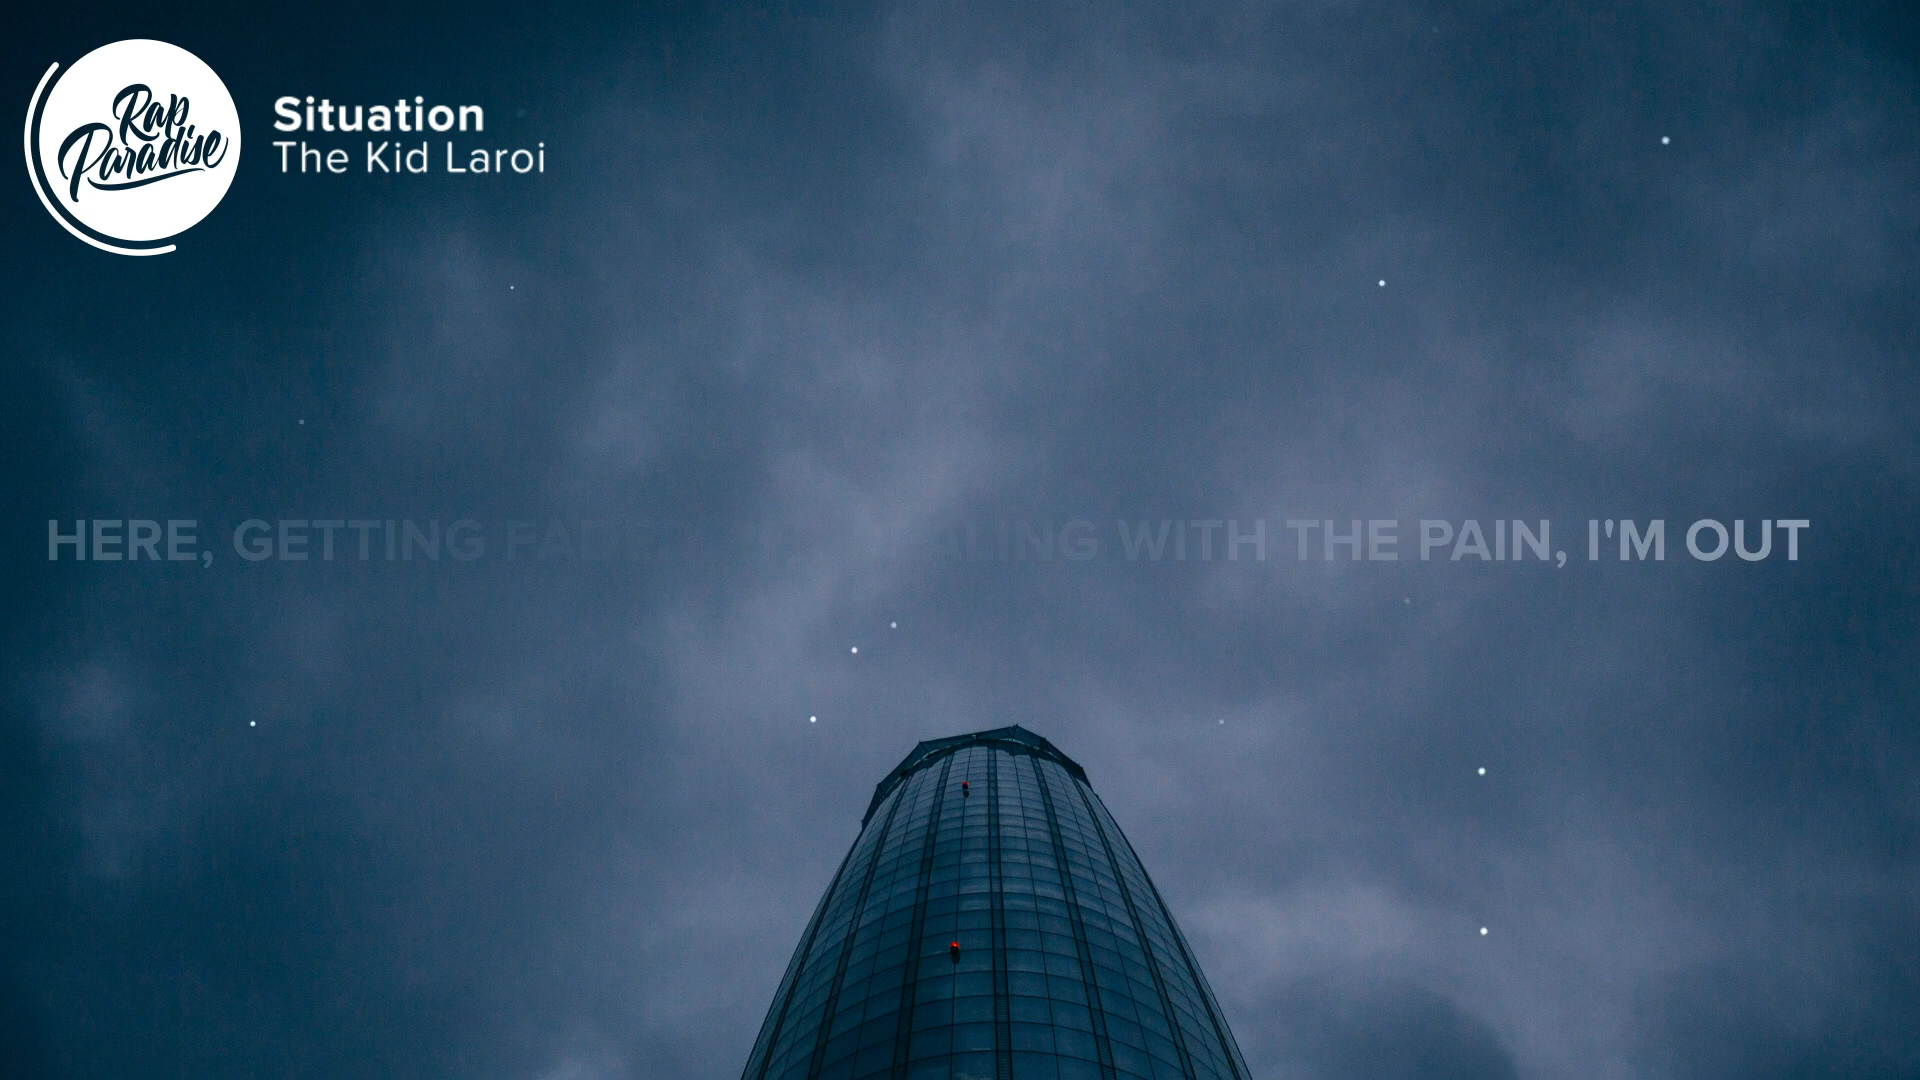 Rap
Paradise
Situation
The Kid Laroi
HERE, GETTING WITH THE PAIN, I'M OUT